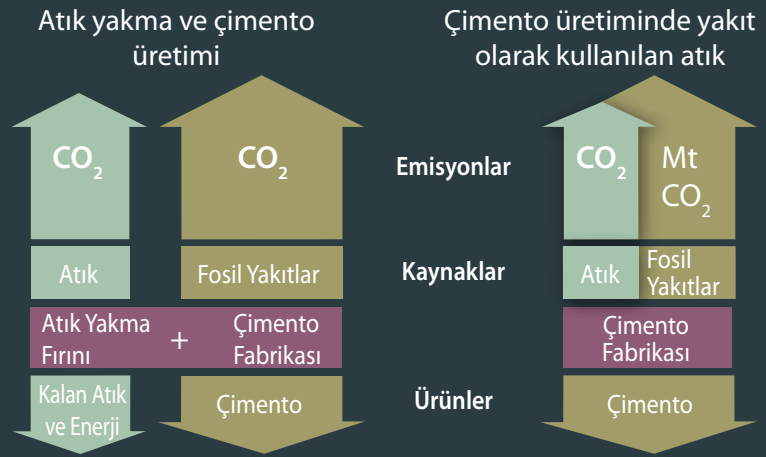 Atık yakma ve çimento
üretimi
Çimento üretiminde yakıt
olarak kullanılan atık
CO₂
CO₂
Emisyonlar
CO₂
Mt
CO₂
Atık
Fosil Yakıtlar
Kaynaklar
Atık
Fosil
Yakıtlar
Atık Yakma
Fırını
+
Çimento
Fabrikası
Çimento
Fabrikası
Kalan Atık
ve Enerji
Çimento
Ürünler
Çimento